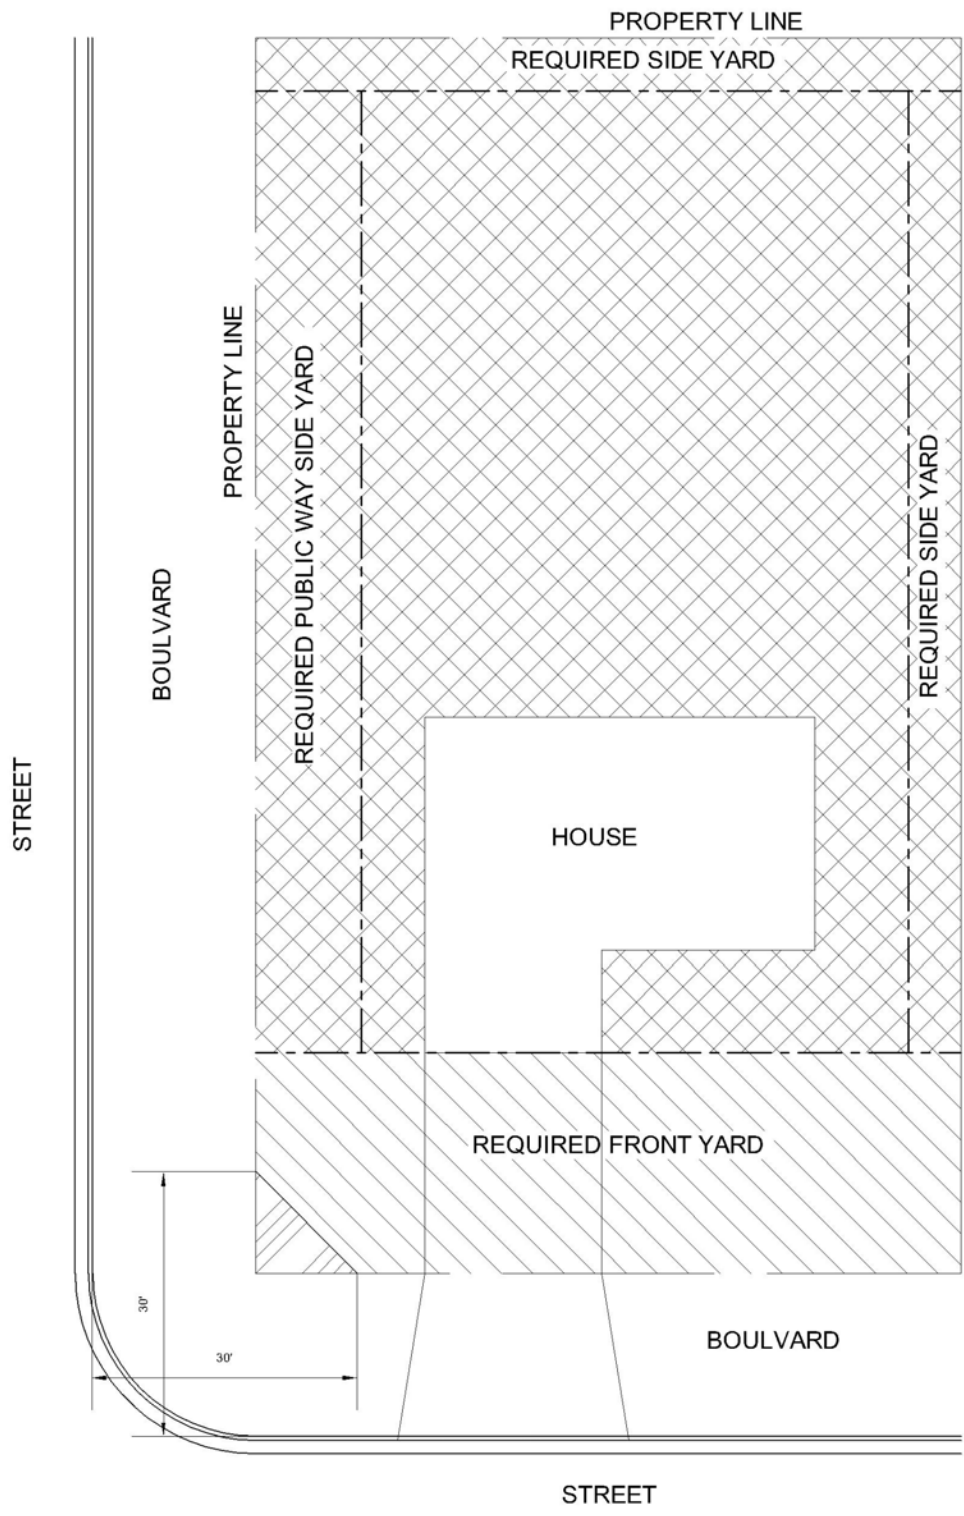 PROPERTY LINE
REQUIRED SIDE YARD
PROPERTY LINE
REQUIRED PUBLIC WAY SIDE YARD
REQUIRED SIDE YARD
BOULVARD
STREET
HOUSE
REQUIRED FRONT YARD
30'
30'
BOULVARD
STREET